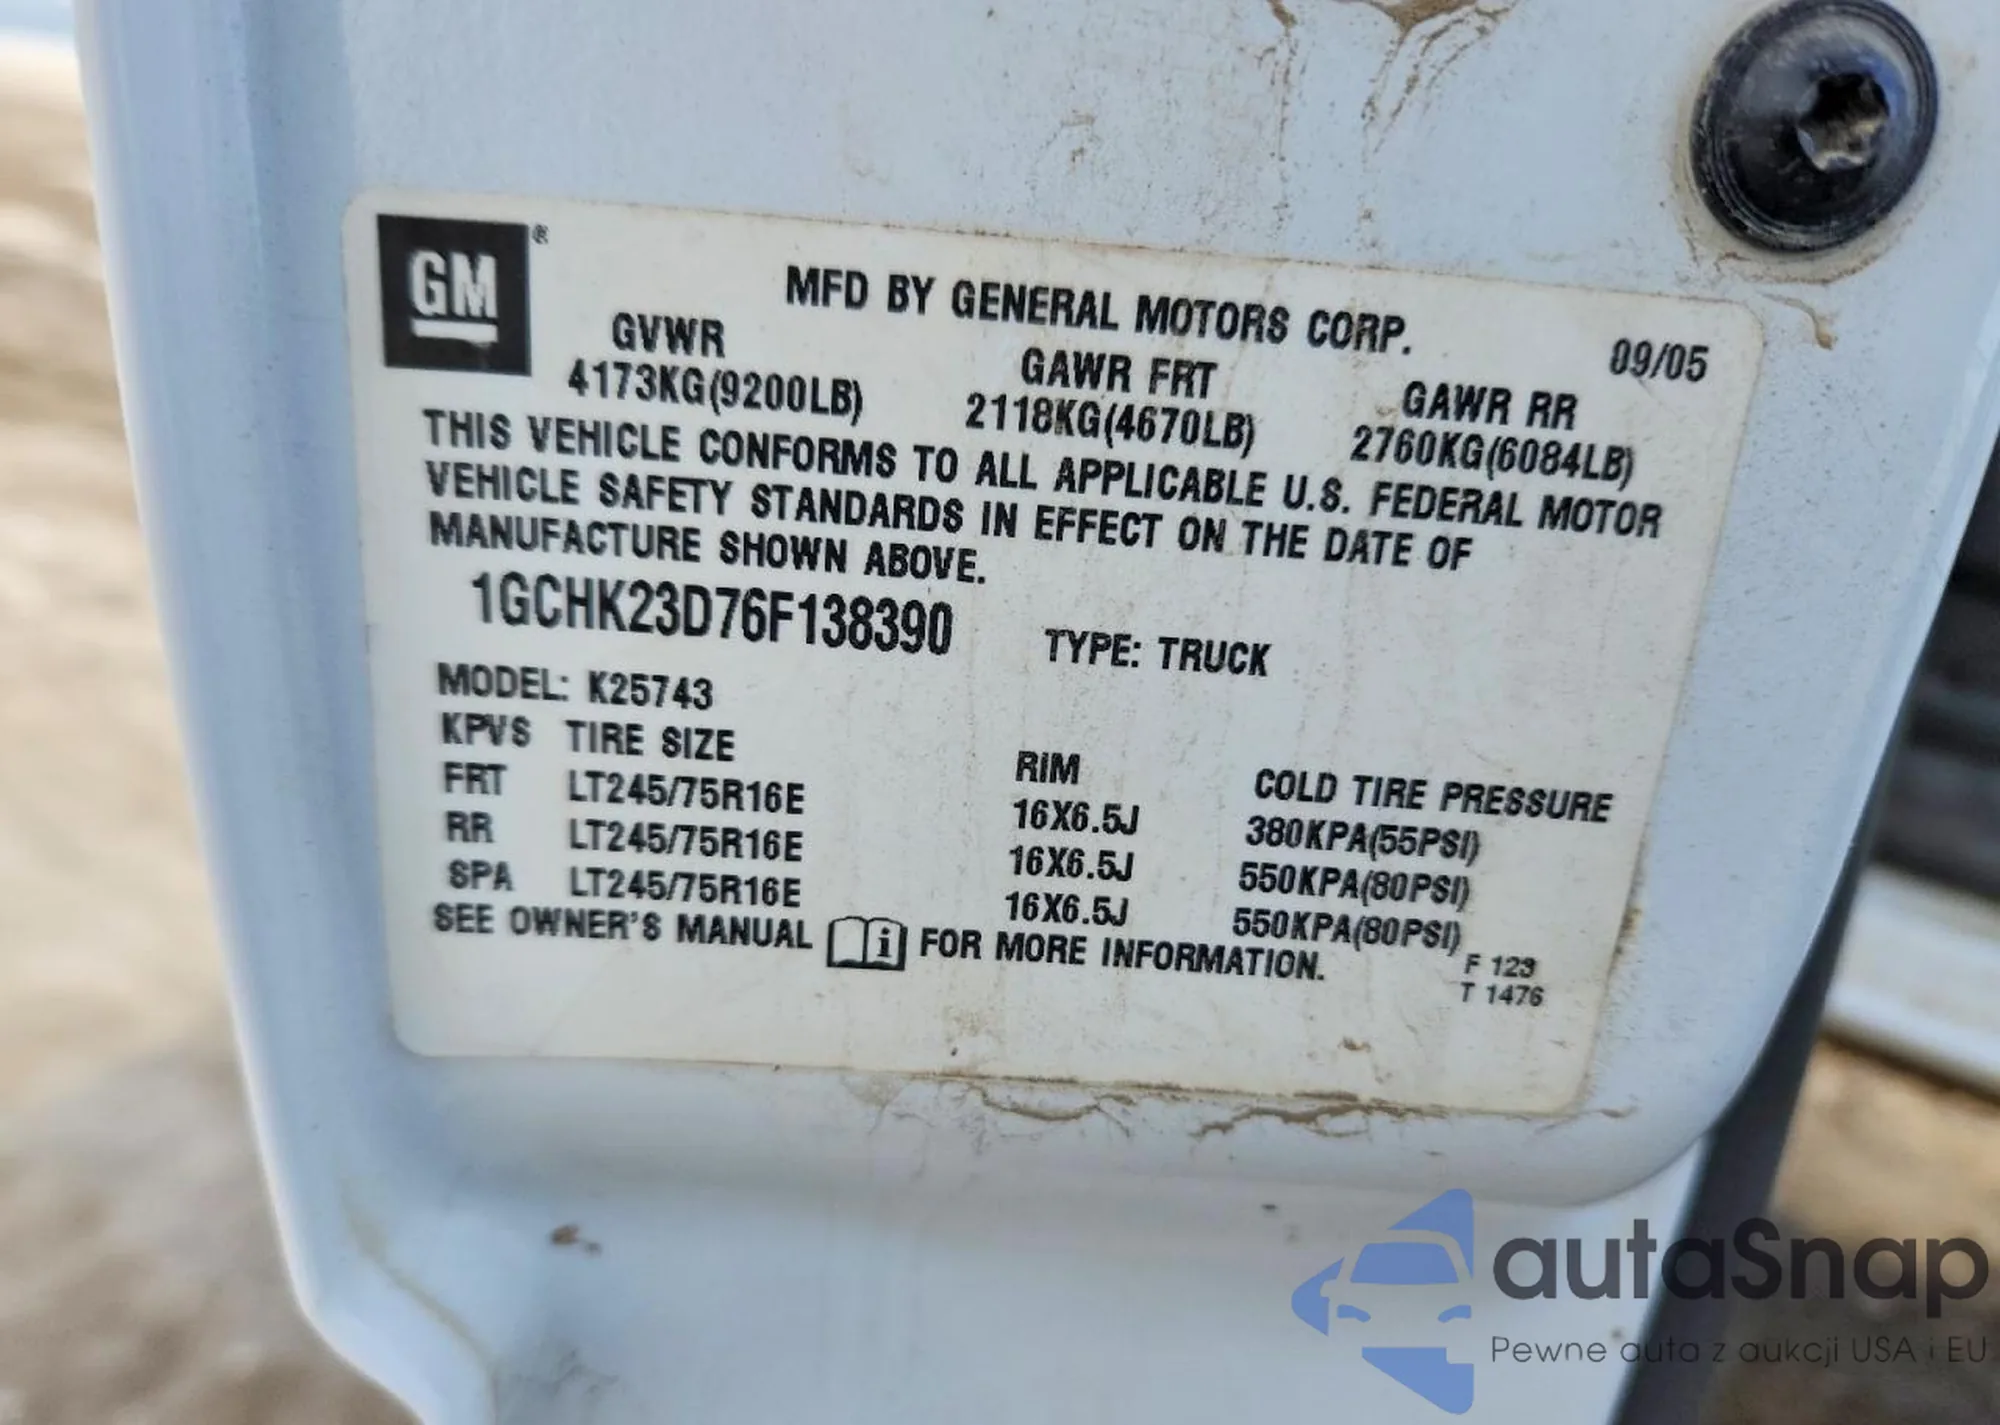 GM ®
MFD BY GENERAL MOTORS CORP.
09/05
GVWR
GAWR FRT
GAWR RR
4173KG(9200LB)
2118KG(4670LB)
2760KG(6084LB)
THIS VEHICLE CONFORMS TO ALL APPLICABLE U.S. FEDERAL MOTOR
VEHICLE SAFETY STANDARDS IN EFFECT ON THE DATE OF
MANUFACTURE SHOWN ABOVE.
1GCHK23D76F138390 TYPE: TRUCK
MODEL: K25743
KPVS TIRE SIZE RIM COLD TIRE PRESSURE
FRT LT245/75R16E 16X6.5J 380KPA(55PSI)
RR LT245/75R16E 16X6.5J 550KPA(80PSI)
SPA LT245/75R16E 16X6.5J 550KPA(80PSI)
SEE OWNER'S MANUAL i FOR MORE INFORMATION.
F 123
T 1476
autaSnap
Pewne auta z aukcji USA i EU